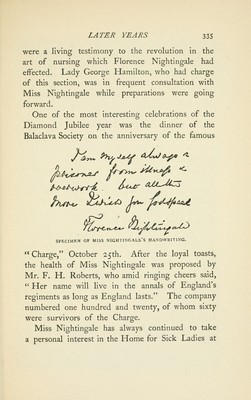 LATER YEARS 335
were a living testimony to the revolution in the
art of nursing which Florence Nightingale had
effected. Lady George Hamilton, who had charge
of this section, was in frequent consultation with
Miss Nightingale while preparations were going
forward.
One of the most interesting celebrations of the
Diamond Jubilee year was the dinner of the
Balaclava Society on the anniversary of the famous
I am myself always a
prisoner from illness &
overwork but all the
more I wish you God speed
Florence Nightingale
SPECIMEN OF MISS NIGHTINGALE'S HANDWRITING.
"Charge," October 25th. After the loyal toasts,
the health of Miss Nightingale was proposed by
Mr. F. H. Roberts, who amid ringing cheers said,
"Her name will live in the annals of England's
regiments as long as England lasts." The company
numbered one hundred and twenty, of whom sixty
were survivors of the Charge.
Miss Nightingale has always continued to take
a personal interest in the Home for Sick Ladies at